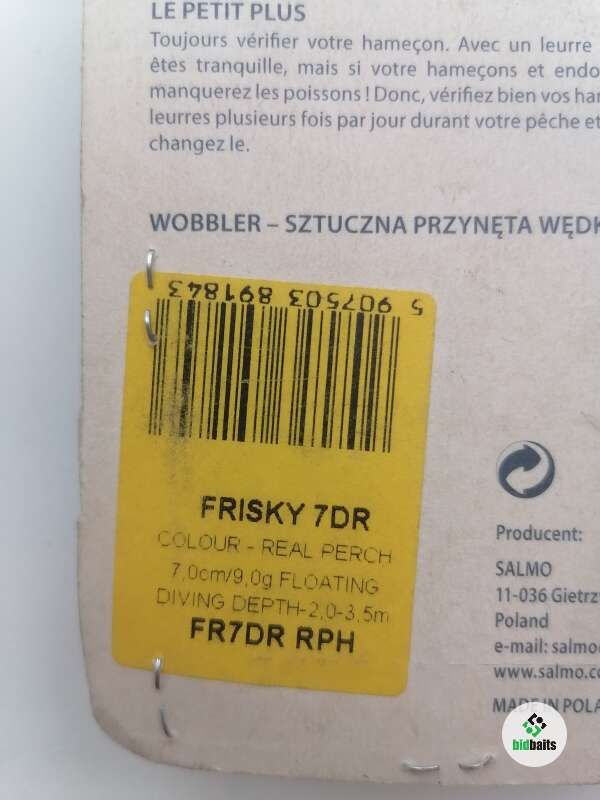 LE PETIT PLUS
Toujours vérifier votre hameçon. Avec un leurre
êtes tranquille, mais si votre hameçons et endo
manquerez les poissons ! Donc, vérifiez bien vos ha
leurres plusieurs fois par jour durant votre pêche et
changez le.
WOBBLER – SZTUCZNA PRZYNĘTA WĘDK
5 907503 891843
FRISKY 7DR
COLOUR - REAL PERCH
7,0cm/9,0g FLOATING
DIVING DEPTH-2,0-3,5m
FR7DR RPH
Producent:
SALMO
11-036 Gietrz
Poland
e-mail: salmo
www.salmo.co
MADE IN POLA
bidbaits